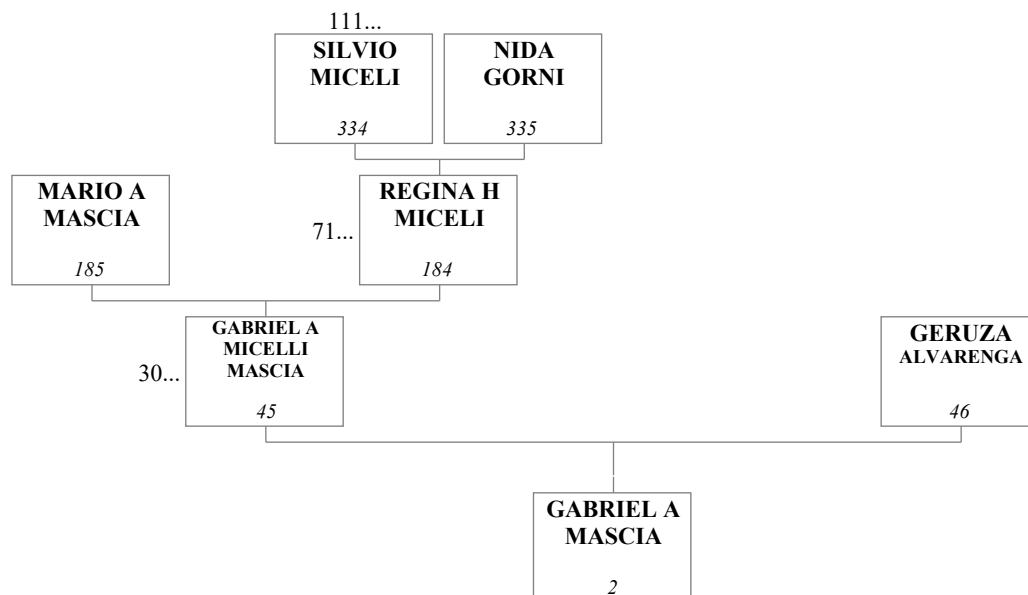 111...
SILVIO
MICELI
334
NIDA
GORNI
335
MARIO A
MASCIA
185
71...
REGINA H
MICELI
184
30...
GABRIEL A
MICELLI
MASCIA
45
GERUZA
ALVARENGA
46
GABRIEL A
MASCIA
2